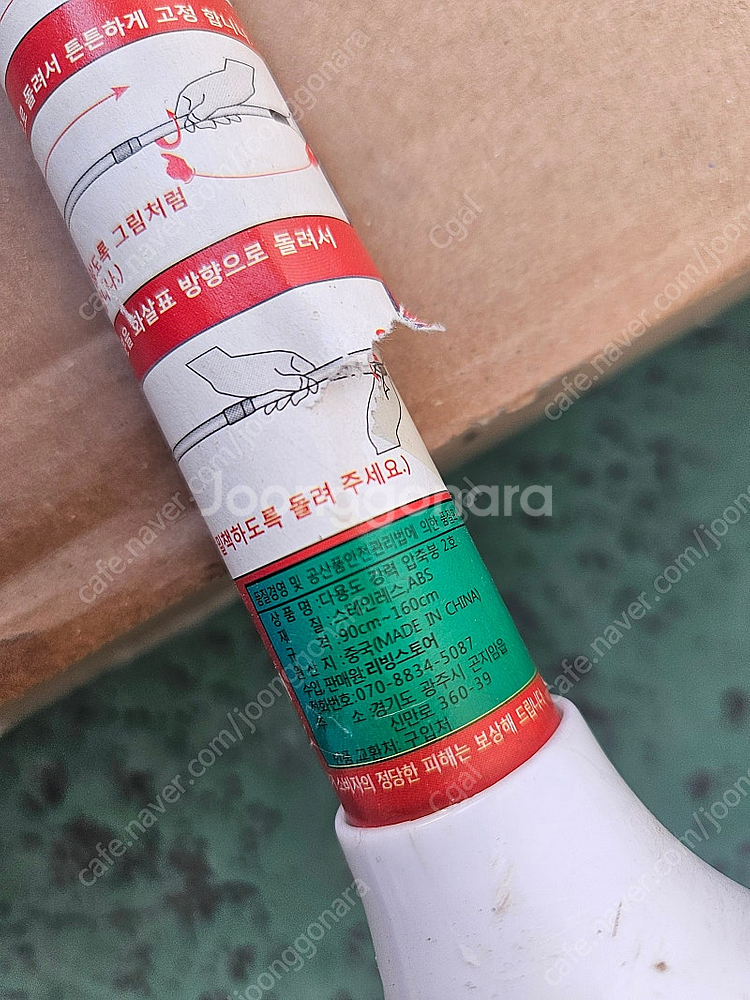 돌려서 튼튼하게 고정 합니
그림처럼
화살표 방향으로 돌려서
하도록 돌려 주세요.)
Joonggonara
품질경영 및 공산품안전관리법에 의한 품질
상 품 명 : 다용도 강력 압축봉 2호
재 질 : 스테인레스,ABS
구 격 : 90cm~160cm
원 산 지 : 중국(MADE IN CHINA)
수입,판매원:리빙스토어
전화번호:070-8834-5087
주 소 : 경기도 광주시 곤지암읍
신만로 360-39
반품 교환처: 구입처
소비자의 정당한 피해는 보상해 드립니다